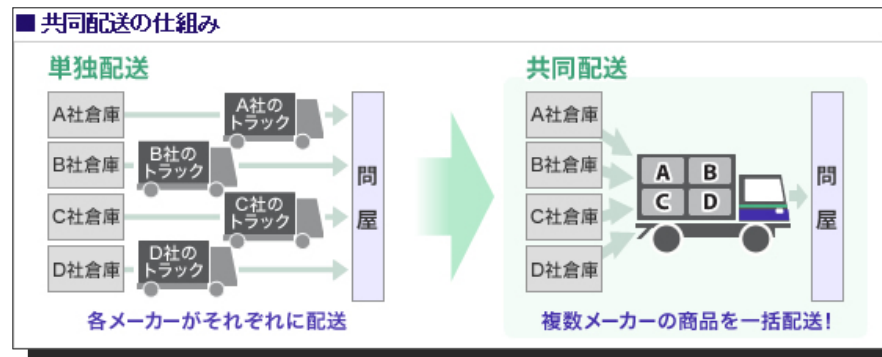 ■共同配送の仕組み
単独配送
A社倉庫
A社の
トラック
B社倉庫
B社の
トラック
C社倉庫
C社の
トラック
D社倉庫
D社の
トラック
問屋
各メーカーがそれぞれに配送
共同配送
A社倉庫
B社倉庫
C社倉庫
D社倉庫
A B
C D
問屋
複数メーカーの商品を一括配送!